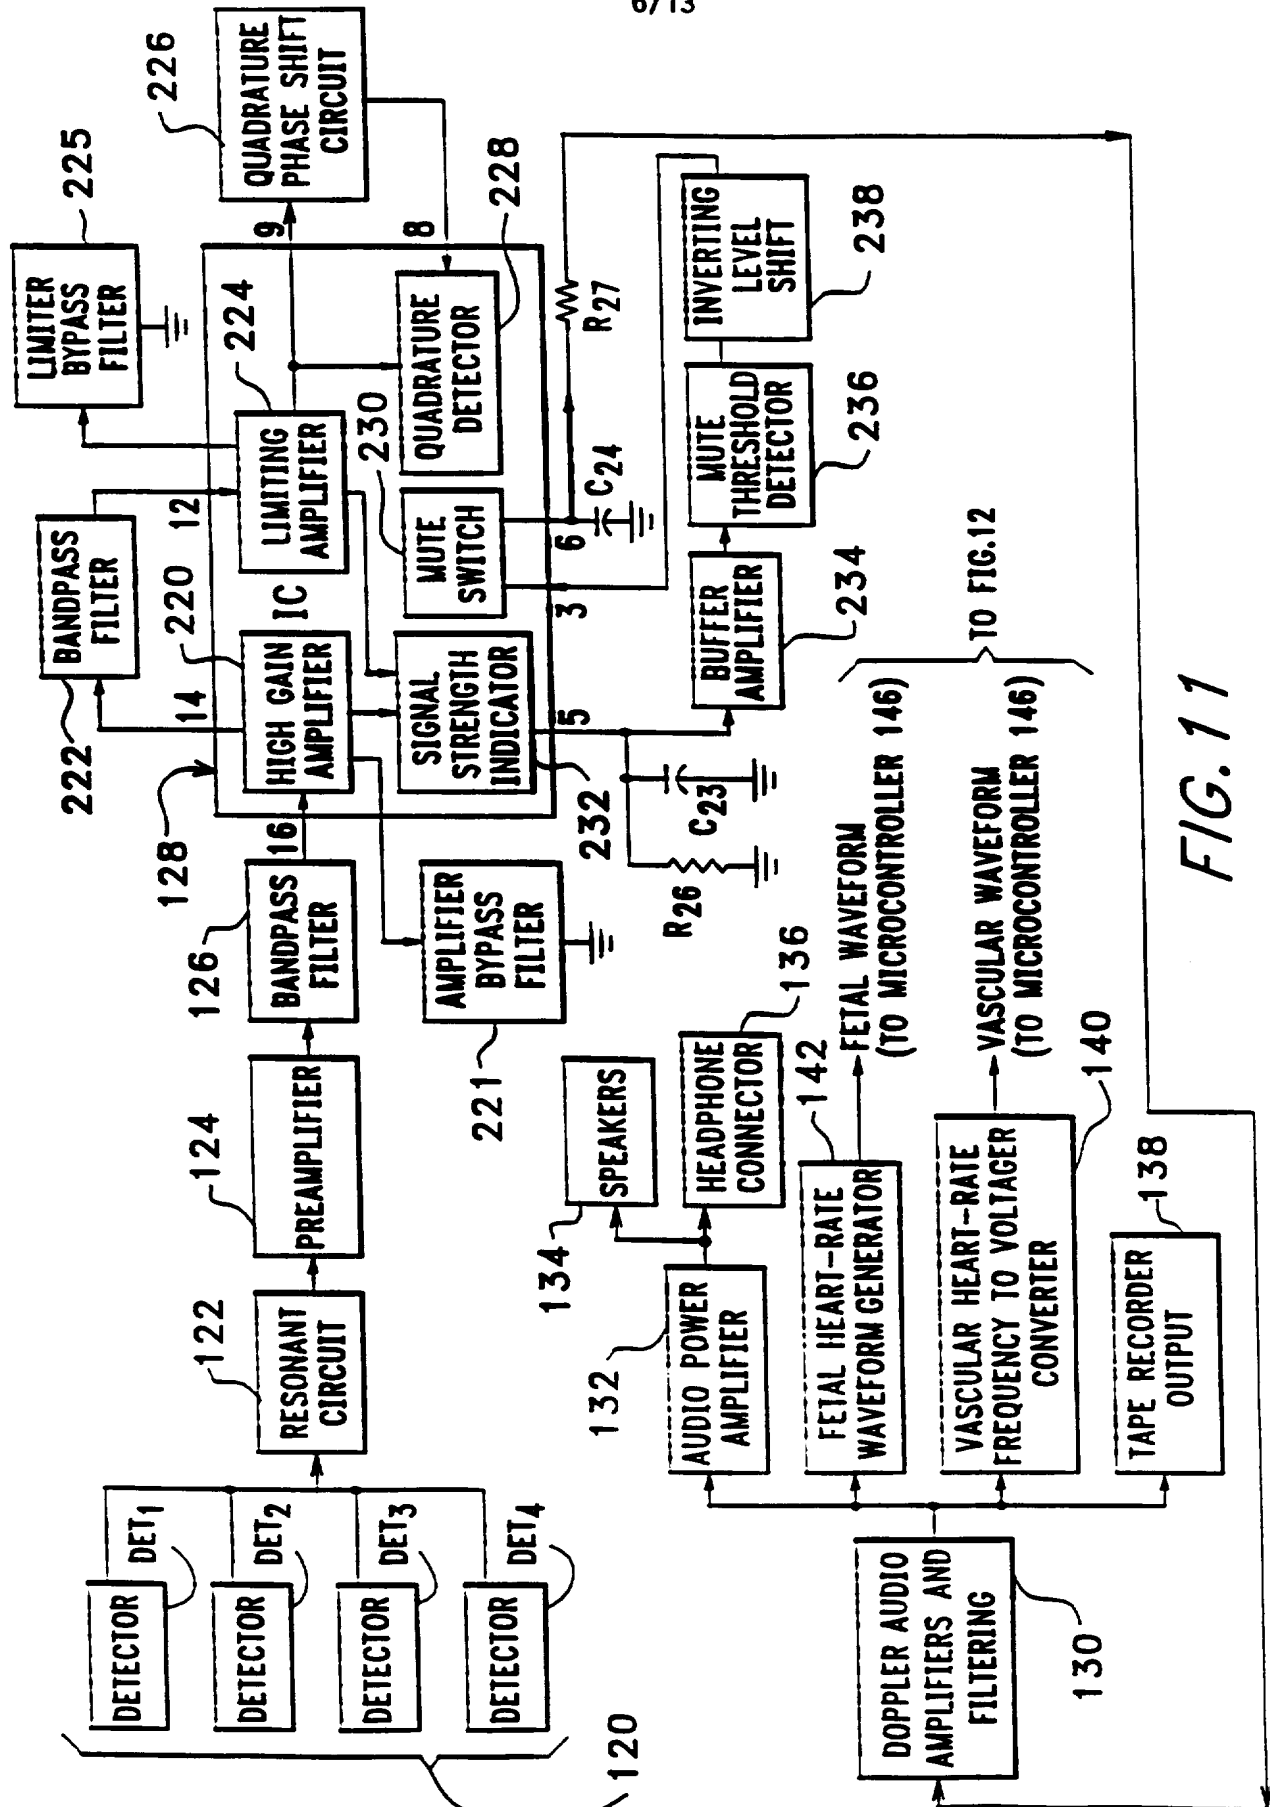 6/13
120
DETECTOR
DET1
DETECTOR
DET2
DETECTOR
DET3
DETECTOR
DET4
RESONANT
CIRCUIT
122
PREAMPLIFIER
124
BANDPASS
FILTER
126
AMPLIFIER
BYPASS
FILTER
221
128
16
HIGH GAIN
AMPLIFIER
220
14
BANDPASS
FILTER
222
12
IC
LIMITING
AMPLIFIER
224
LIMITER
BYPASS
FILTER
225
9
QUADRATURE
PHASE SHIFT
CIRCUIT
226
8
SIGNAL
STRENGTH
INDICATOR
232
MUTE
SWITCH
230
QUADRATURE
DETECTOR
228
5
3
6
C24
R27
R26
C23
BUFFER
AMPLIFIER
234
MUTE
THRESHOLD
DETECTOR
236
INVERTING
LEVEL
SHIFT
238
DOPPLER AUDIO
AMPLIFIERS AND
FILTERING
130
AUDIO POWER
AMPLIFIER
132
SPEAKERS
134
HEADPHONE
CONNECTOR
136
FETAL HEART-RATE
WAVEFORM GENERATOR
142
FETAL WAVEFORM
(TO MICROCONTROLLER 146)
VASCULAR HEART-RATE
FREQUENCY TO VOLTAGER
CONVERTER
140
VASCULAR WAVEFORM
(TO MICROCONTROLLER 146)
TO FIG.12
TAPE RECORDER
OUTPUT
138
FIG.11